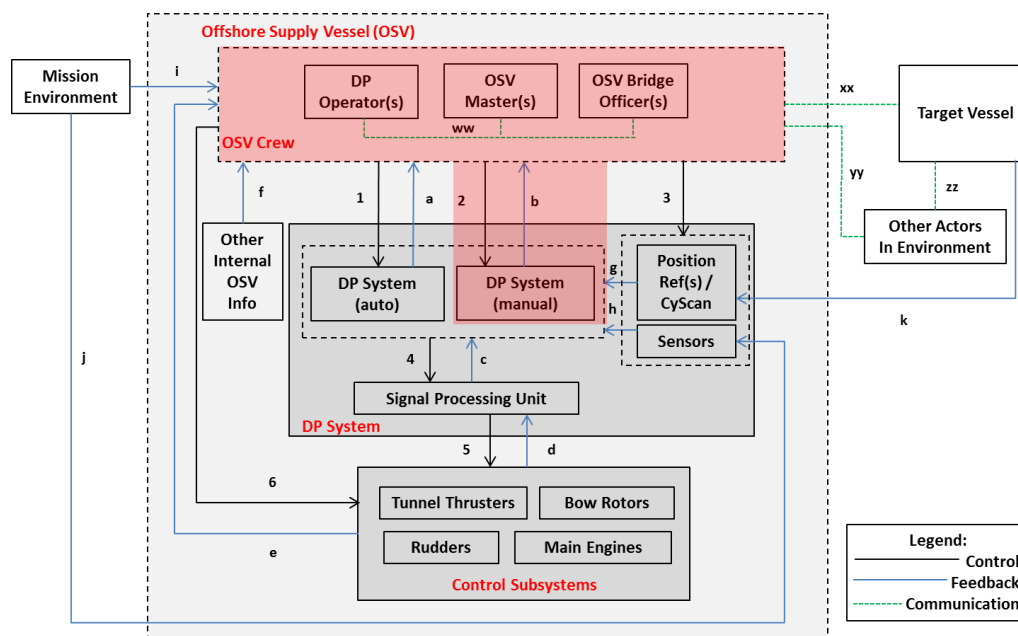 Offshore Supply Vessel (OSV)
Mission
Environment
i
DP
Operator(s)
OSV
Master(s)
OSV Bridge
Officer(s)
ww
OSV Crew
xx
Target Vessel
yy
zz
Other Actors
In Environment
f
1
a
2
b
3
Other
Internal
OSV
Info
DP System
(auto)
DP System
(manual)
g
h
Position
Ref(s) /
CyScan
Sensors
k
j
4
c
Signal Processing Unit
DP System
5
d
6
e
Tunnel Thrusters
Bow Rotors
Rudders
Main Engines
Control Subsystems
Legend:
Control
Feedback
Communication